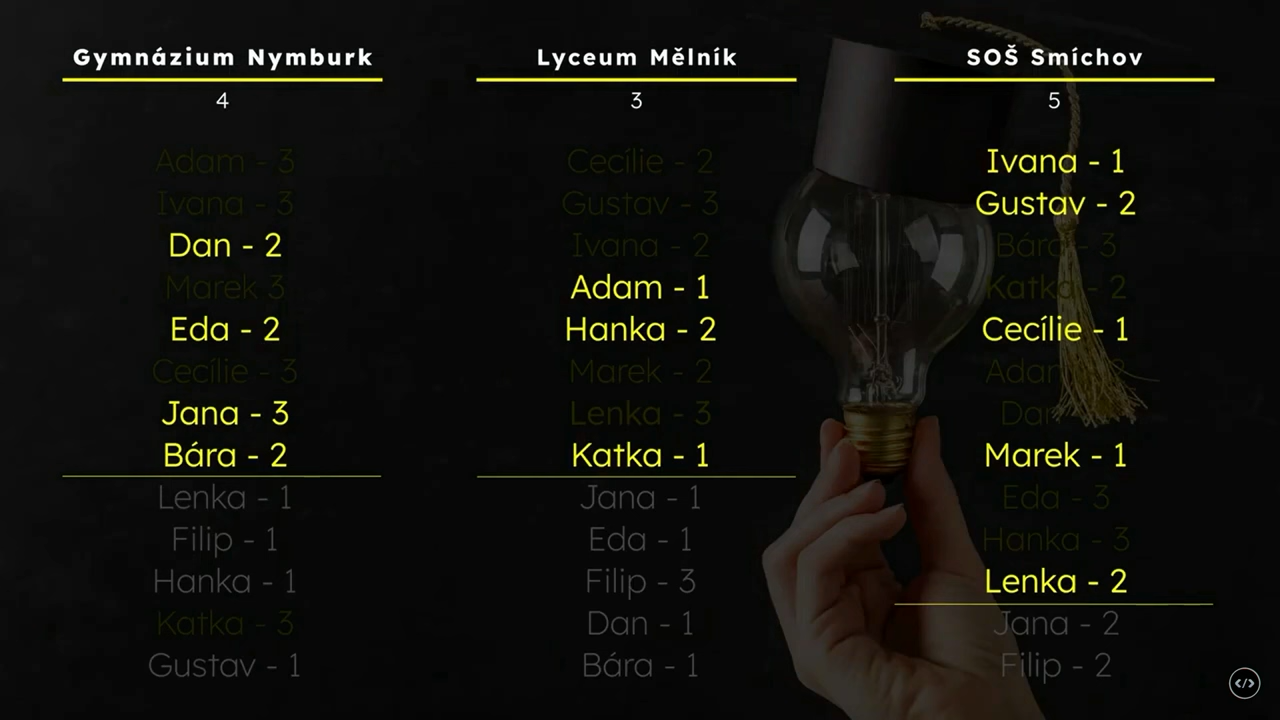 Gymnázium Nymburk
4
Adam - 3
Ivana - 3
Dan - 2
Marek 3
Eda - 2
Cecílie - 3
Jana - 3
Bára - 2
Lenka - 1
Filip - 1
Hanka - 1
Katka - 3
Gustav - 1
Lyceum Mělník
3
Cecílie - 2
Gustav - 3
Ivana - 2
Adam - 1
Hanka - 2
Marek - 2
Lenka - 3
Katka - 1
Jana - 1
Eda - 1
Filip - 3
Dan - 1
Bára - 1
SOŠ Smíchov
5
Ivana - 1
Gustav - 2
Bára - 3
Katka - 2
Cecílie - 1
Adam
Dan
Marek - 1
Eda - 3
Hanka - 3
Lenka - 2
Jana - 2
Filip - 2